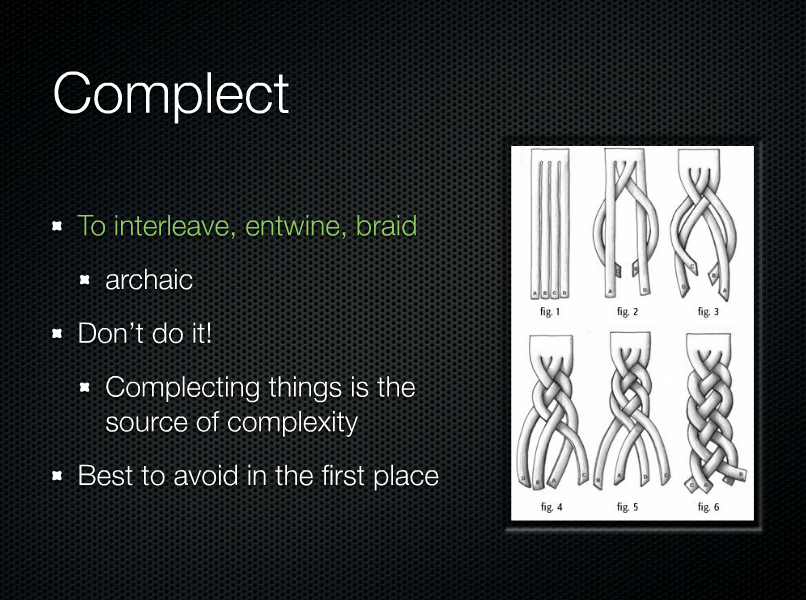 Complect
To interleave, entwine, braid
archaic
Don't do it!
Complecting things is the
source of complexity
Best to avoid in the first place
A B C D
fig. 1
A D
fig. 2
fig. 3
fig. 4
fig. 5
fig. 6